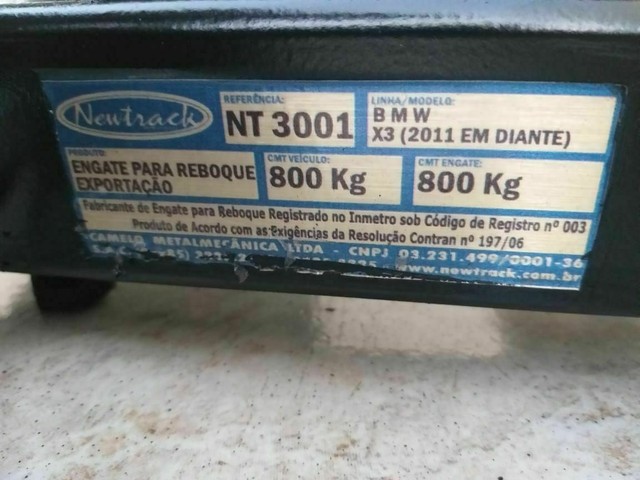 Newtrack
REFERÊNCIA:
NT 3001
LINHA/MODELO:
B M W
X3 (2011 EM DIANTE)
PRODUTO:
ENGATE PARA REBOQUE
EXPORTAÇÃO
CMT VEÍCULO:
800 Kg
CMT ENGATE:
800 Kg
Fabricante de Engate para Reboque Registrado no Inmetro sob Código de Registro nº 003
Produto de Acordo com as Exigências da Resolução Contran nº 197/06
CAMELO METALMECÂNICA LTDA - CNPJ 03.231.499/0001-36
www.newtrack.com.br